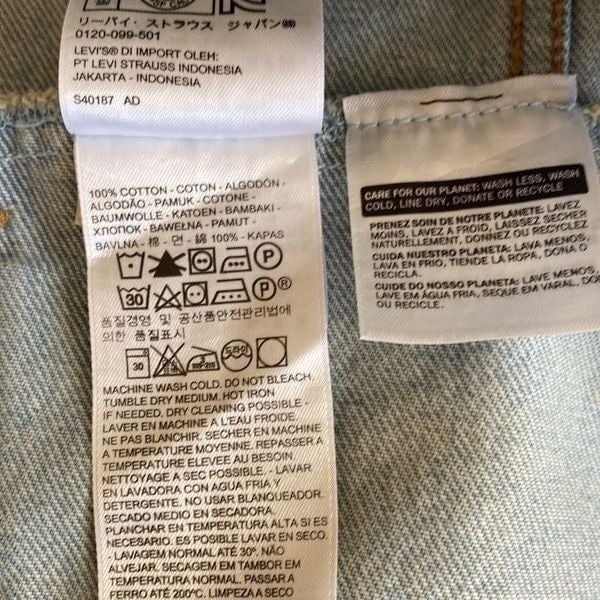 リーバイ・ストラウス ジャパン㈱
0120-099-501
LEVI'S® DI IMPORT OLEH:
PT LEVI STRAUSS INDONESIA
JAKARTA - INDONESIA
S40187 AD
100% COTTON - COTON - ALGODÓN -
ALGODÃO - PAMUK - COTONE -
BAUMWOLLE - KATOEN - BAMBAKI -
ХЛОПОК - BAWEŁNA - PAMUT -
BAVLNA - 棉 - 면 - 綿 100% - KAPAS
P
30
P
품질경영 및 공산품안전관리법에
의한 품질표시
30
드라이
MACHINE WASH COLD. DO NOT BLEACH.
TUMBLE DRY MEDIUM. HOT IRON
IF NEEDED. DRY CLEANING POSSIBLE -
LAVER EN MACHINE A L'EAU FROIDE.
NE PAS BLANCHIR. SECHER EN MACHINE
A TEMPERATURE MOYENNE. REPASSER A
TEMPERATURE ELEVEE AU BESOIN.
NETTOYAGE A SEC POSSIBLE. - LAVAR
EN LAVADORA CON AGUA FRIA Y
DETERGENTE. NO USAR BLANQUEADOR.
SECADO MEDIO EN SECADORA.
PLANCHAR EN TEMPERATURA ALTA SI ES
NECESARIO. ES POSIBLE LAVAR EN SECO.
- LAVAGEM NORMAL ATÉ 30°. NÃO
ALVEJAR. SECAGEM EM TAMBOR EM
TEMPERATURA NORMAL. PASSAR A
FERRO ATÉ 200°C. LIMPEZA A SECO
CARE FOR OUR PLANET: WASH LESS, WASH
COLD, LINE DRY, DONATE OR RECYCLE
PRENEZ SOIN DE NOTRE PLANETE: LAVEZ
MOINS, LAVEZ A FROID, LAISSEZ SECHER
NATURELLEMENT, DONNEZ OU RECYCLEZ
CUIDA NUESTRO PLANETA: LAVA MENOS,
LAVA EN FRIO, TIENDE LA ROPA, DONA O
RECICLA.
CUIDE DO NOSSO PLANETA: LAVE MENOS,
LAVE EM ÁGUA FRIA, SEQUE EM VARAL, DOE
OU RECICLE.